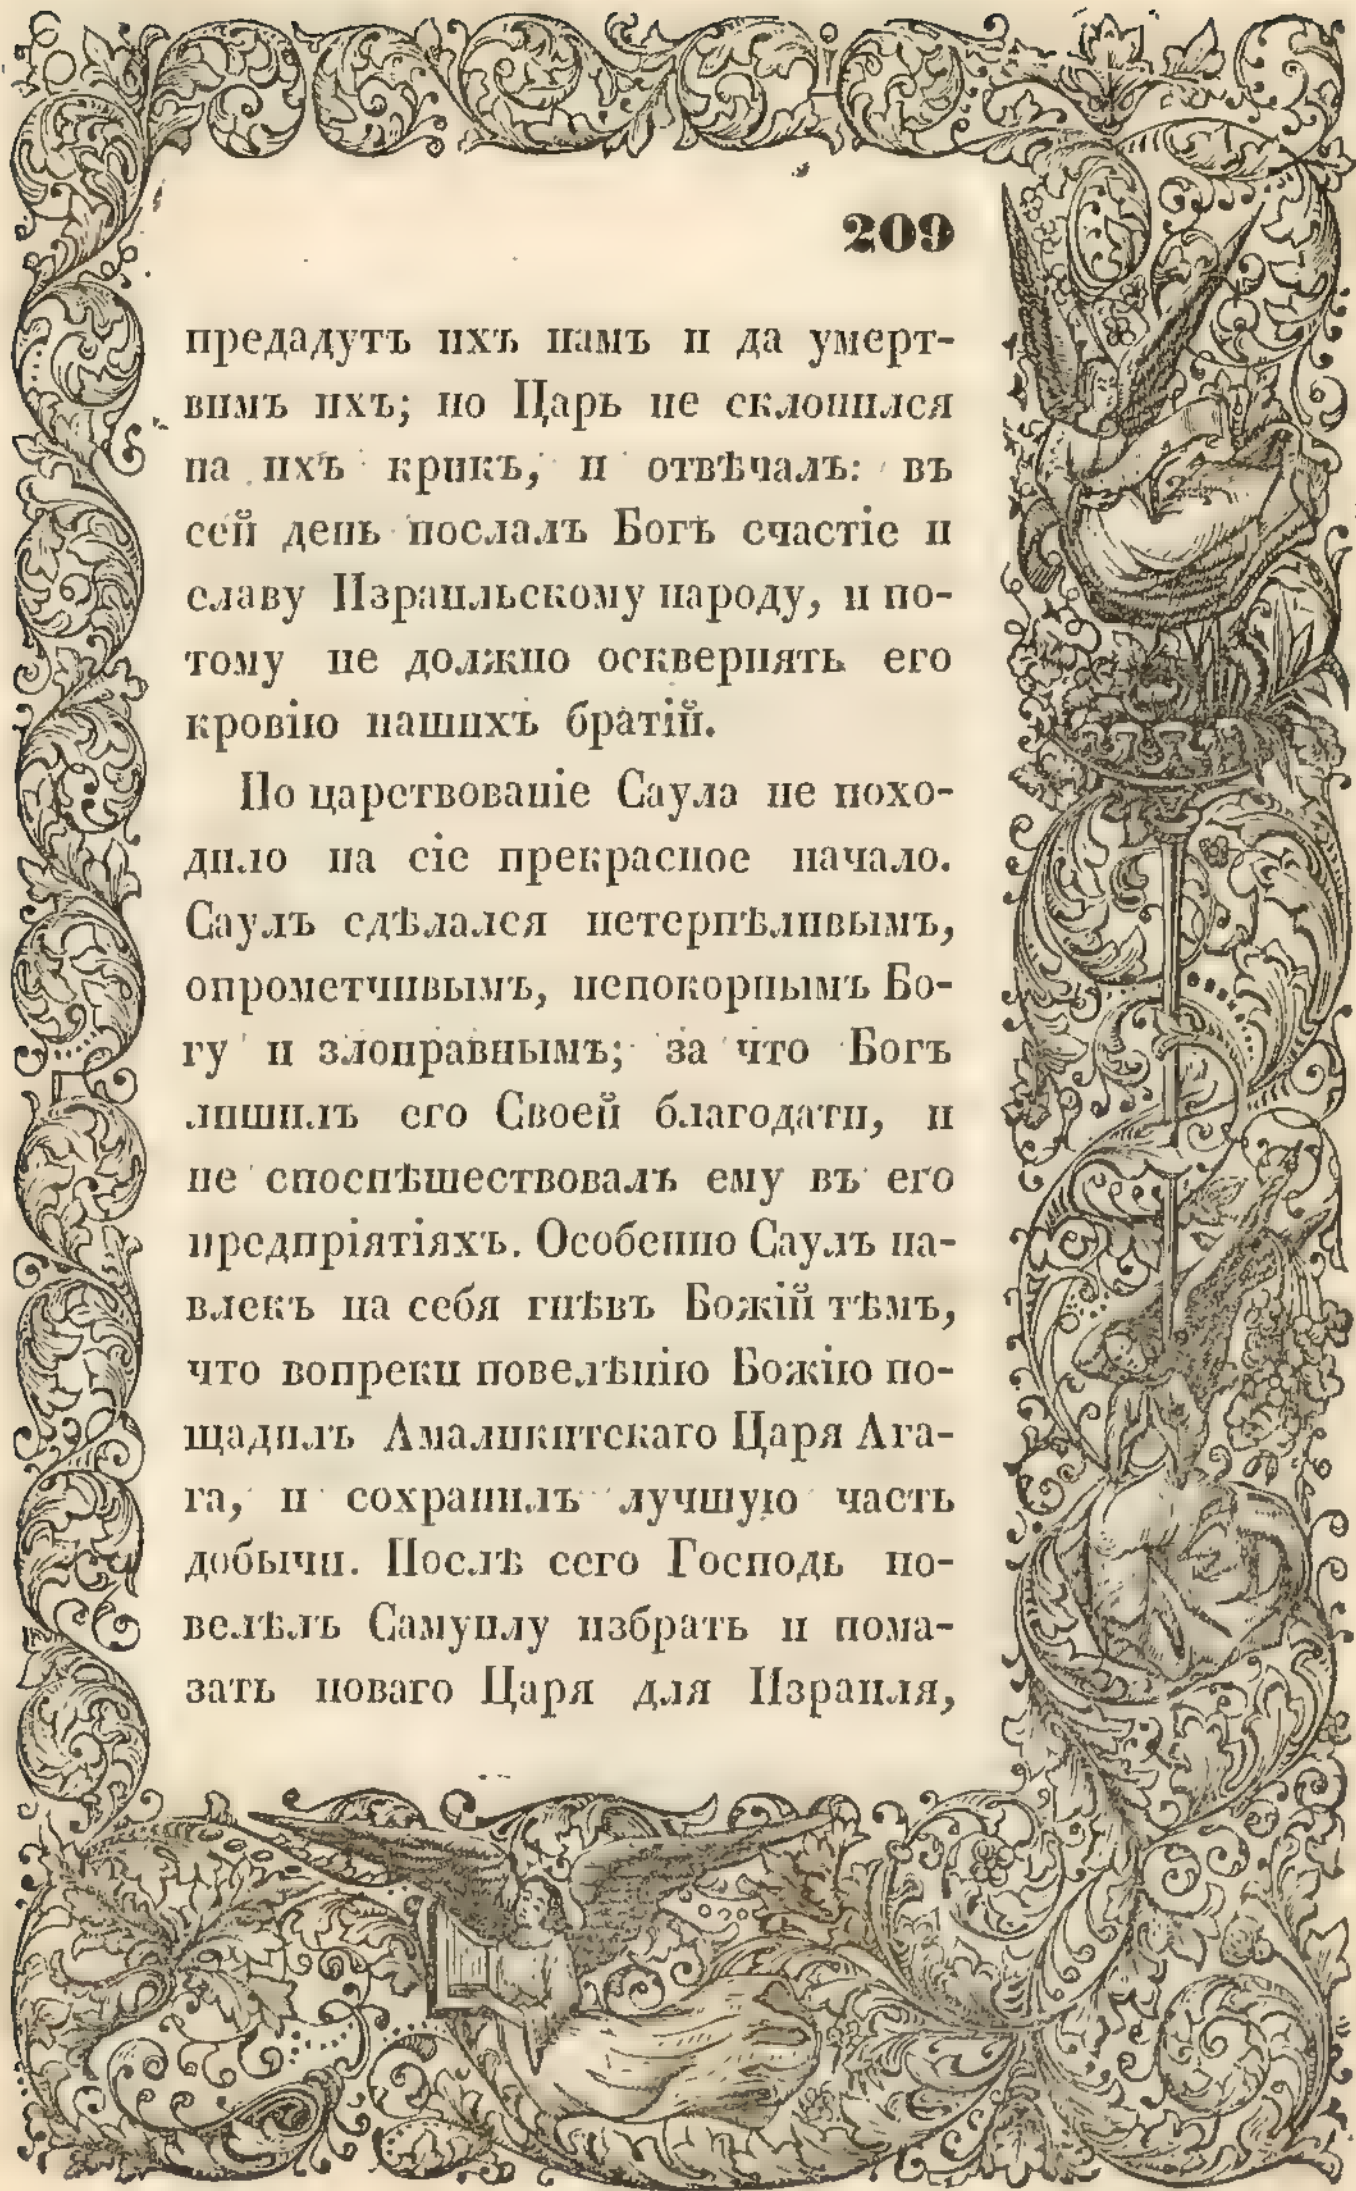 209
предадутъ ихъ намъ и да умерт-
вимъ ихъ; но Царь не склонился
на ихъ крикъ, и отвѣчалъ: въ
сей день послалъ Богъ счастіе и
славу Израильскому народу, и по-
тому не должно осквернять его
кровію нашихъ братій.
Но царствованіе Саула не похо-
дило на сіе прекрасное начало.
Саулъ сдѣлался нетерпѣливымъ,
опрометчивымъ, непокорнымъ Бо-
гу и злонравнымъ; за что Богъ
лишилъ его Своей благодати, и
не споспѣшествовалъ ему въ его
предпріятіяхъ. Особенно Саулъ на-
влекъ на себя гнѣвъ Божій тѣмъ,
что вопреки повелѣнію Божію по-
щадилъ Амаликитскаго Царя Ага-
га, и сохранилъ лучшую часть
добычи. Послѣ сего Господь по-
велѣлъ Самуилу избрать и пома-
зать новаго Царя для Израиля,